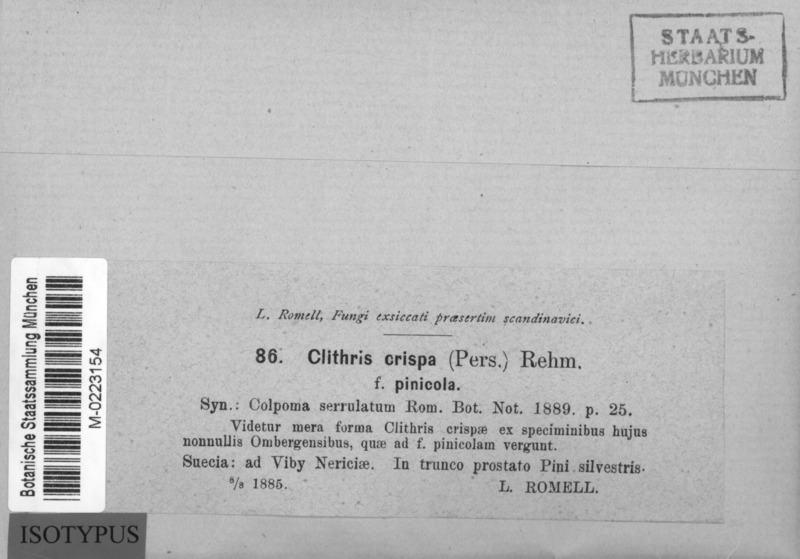 STAATS-
HERBARIUM
MÜNCHEN
L. Romell, Fungi exsiccati præsertim scandinavici.
86. Clithris crispa (Pers.) Rehm.
f. pinicola.
Syn.: Colpoma serrulatum Rom. Bot. Not. 1889. p. 25.
Videtur mera forma Clithris crispæ ex speciminibus hujus
nonnullis Ombergensibus, quæ ad f. pinicolam vergunt.
Suecia: ad Viby Nericiæ. In trunco prostato Pini silvestris.
1885. L. ROMELL.
Botanische Staatssammlung München
M-0223154
ISOTYPUS